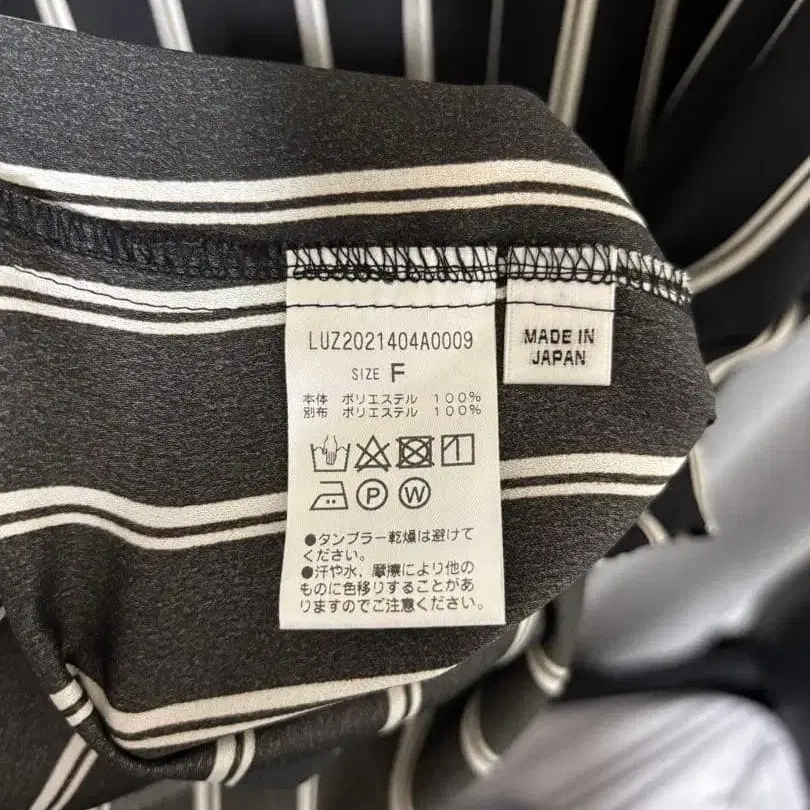 LUZ2021404A0009
SIZE F
本体 ポリエステル 100%
別布 ポリエステル 100%
P W
●タンブラー乾燥は避けて
ください。
●汗や水、摩擦により他の
ものに色移りすることがあ
りますのでご注意ください。
MADE IN
JAPAN